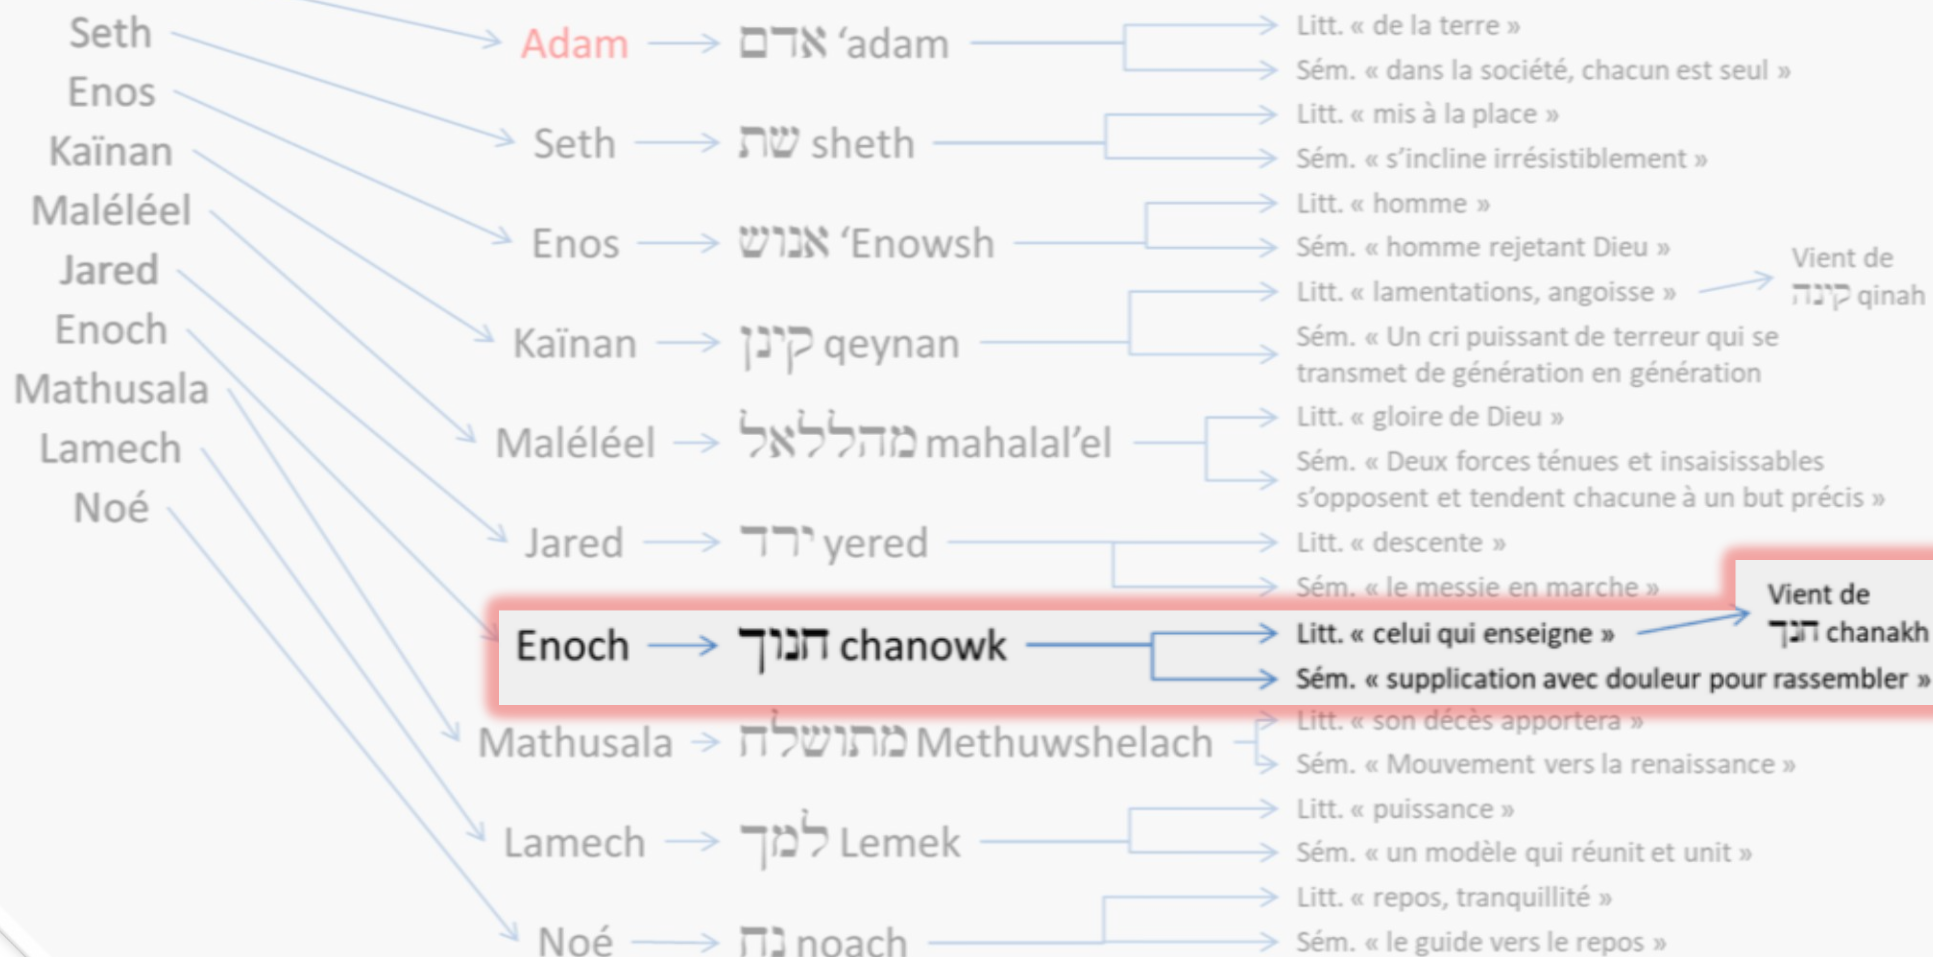 Seth
Enos
Kaïnan
Maléléel
Jared
Enoch
Mathusala
Lamech
Noé
Adam אדם ‘adam
Litt. « de la terre »
Sém. « dans la société, chacun est seul »
Seth שת sheth
Litt. « mis à la place »
Sém. « s’incline irrésistiblement »
Enos אנוש ‘Enowsh
Litt. « homme »
Sém. « homme rejetant Dieu »
Kaïnan קינן qeynan
Litt. « lamentations, angoisse »
Vient de
קינה qinah
Sém. « Un cri puissant de terreur qui se
transmet de génération en génération
Maléléel מהללאל mahalal’el
Litt. « gloire de Dieu »
Sém. « Deux forces ténues et insaisissables
s’opposent et tendent chacune à un but précis »
Jared ירד yered
Litt. « descente »
Sém. « le messie en marche »
Enoch חנוך chanowk
Litt. « celui qui enseigne »
Vient de
חנך chanakh
Sém. « supplication avec douleur pour rassembler »
Mathusala מתושלח Methuwshelach
Litt. « son décès apportera »
Sém. « Mouvement vers la renaissance »
Lamech למך Lemek
Litt. « puissance »
Sém. « un modèle qui réunit et unit »
Noé נח noach
Litt. « repos, tranquillité »
Sém. « le guide vers le repos »